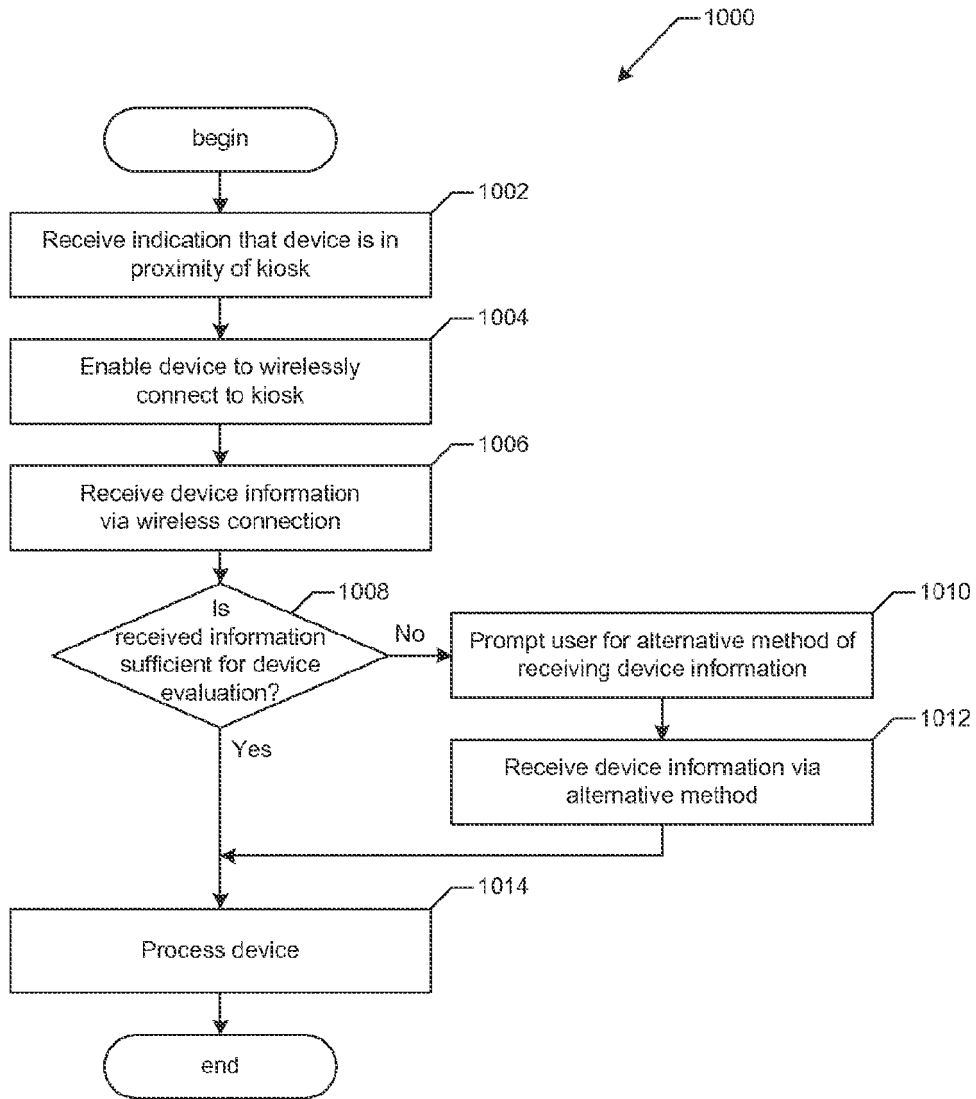 1000
begin
1002
Receive indication that device is in
proximity of kiosk
1004
Enable device to wirelessly
connect to kiosk
1006
Receive device information
via wireless connection
1008
Is
received information
sufficient for device
evaluation?
No
1010
Prompt user for alternative method of
receiving device information
Yes
1012
Receive device information via
alternative method
1014
Process device
end